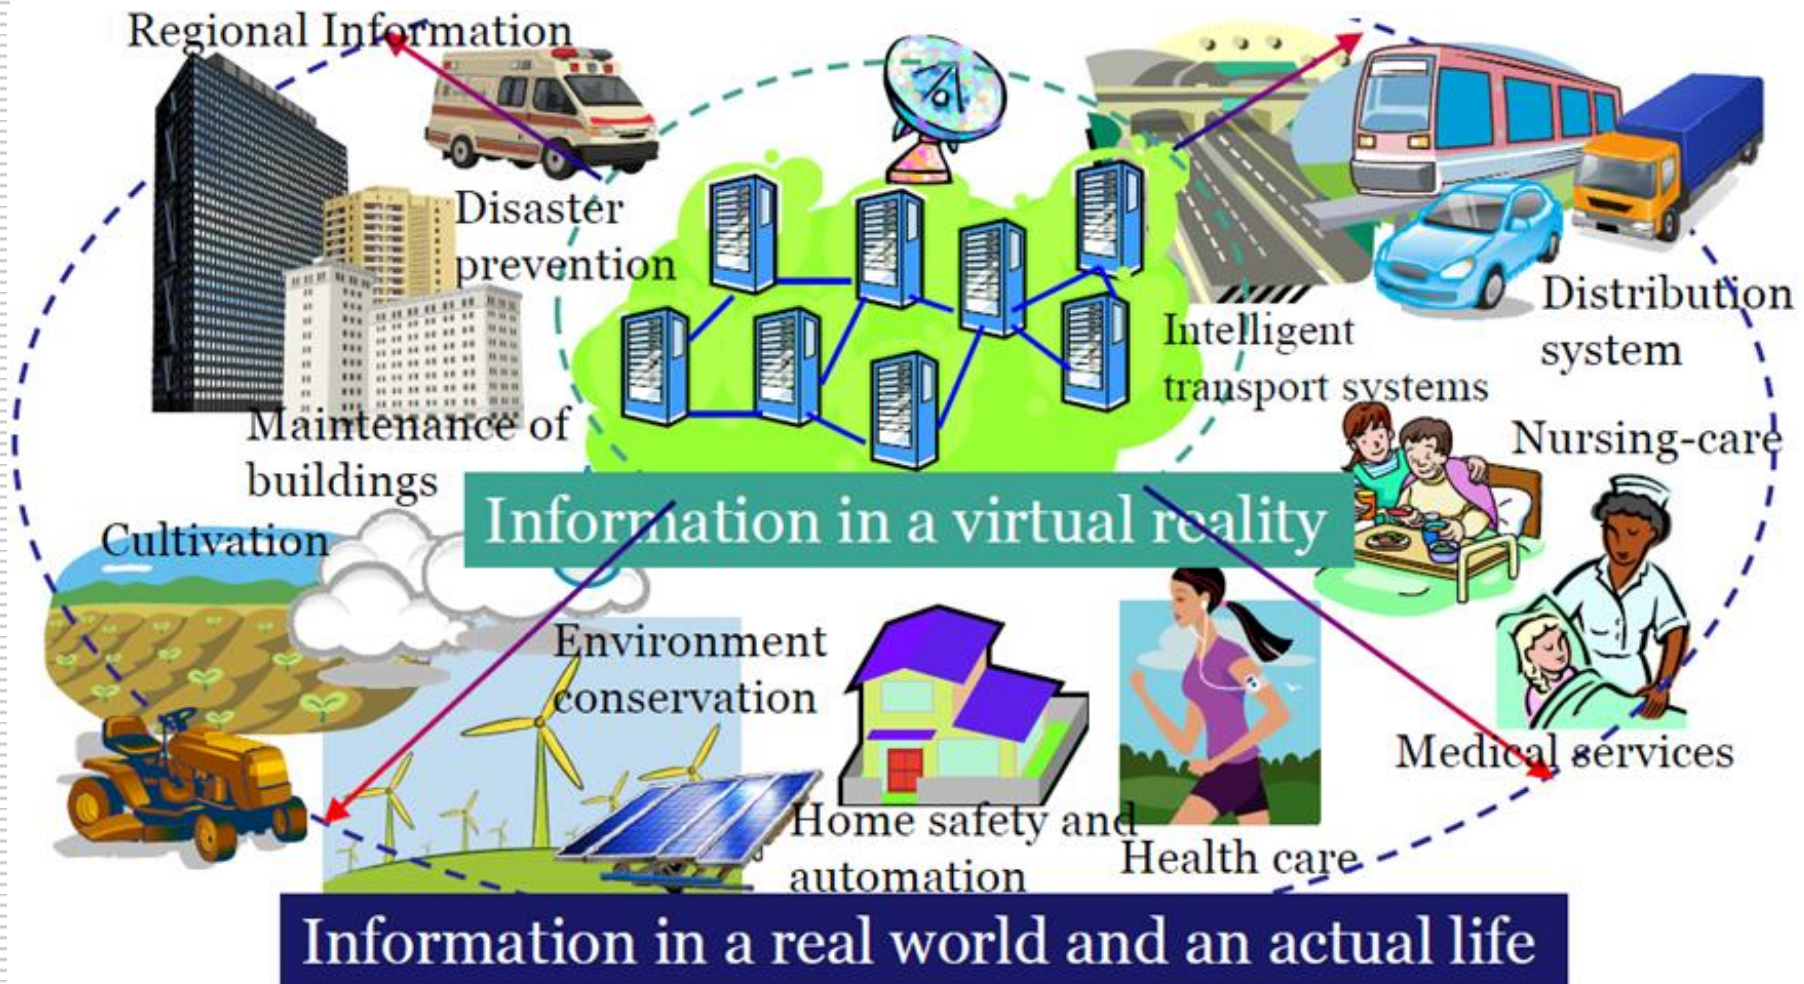 Regional Information
Disaster
prevention
Maintenance of
buildings
Intelligent
transport systems
Distribution
system
Nursing-care
Information in a virtual reality
Cultivation
Environment
conservation
Home safety and
automation
Health care
Medical services
Information in a real world and an actual life